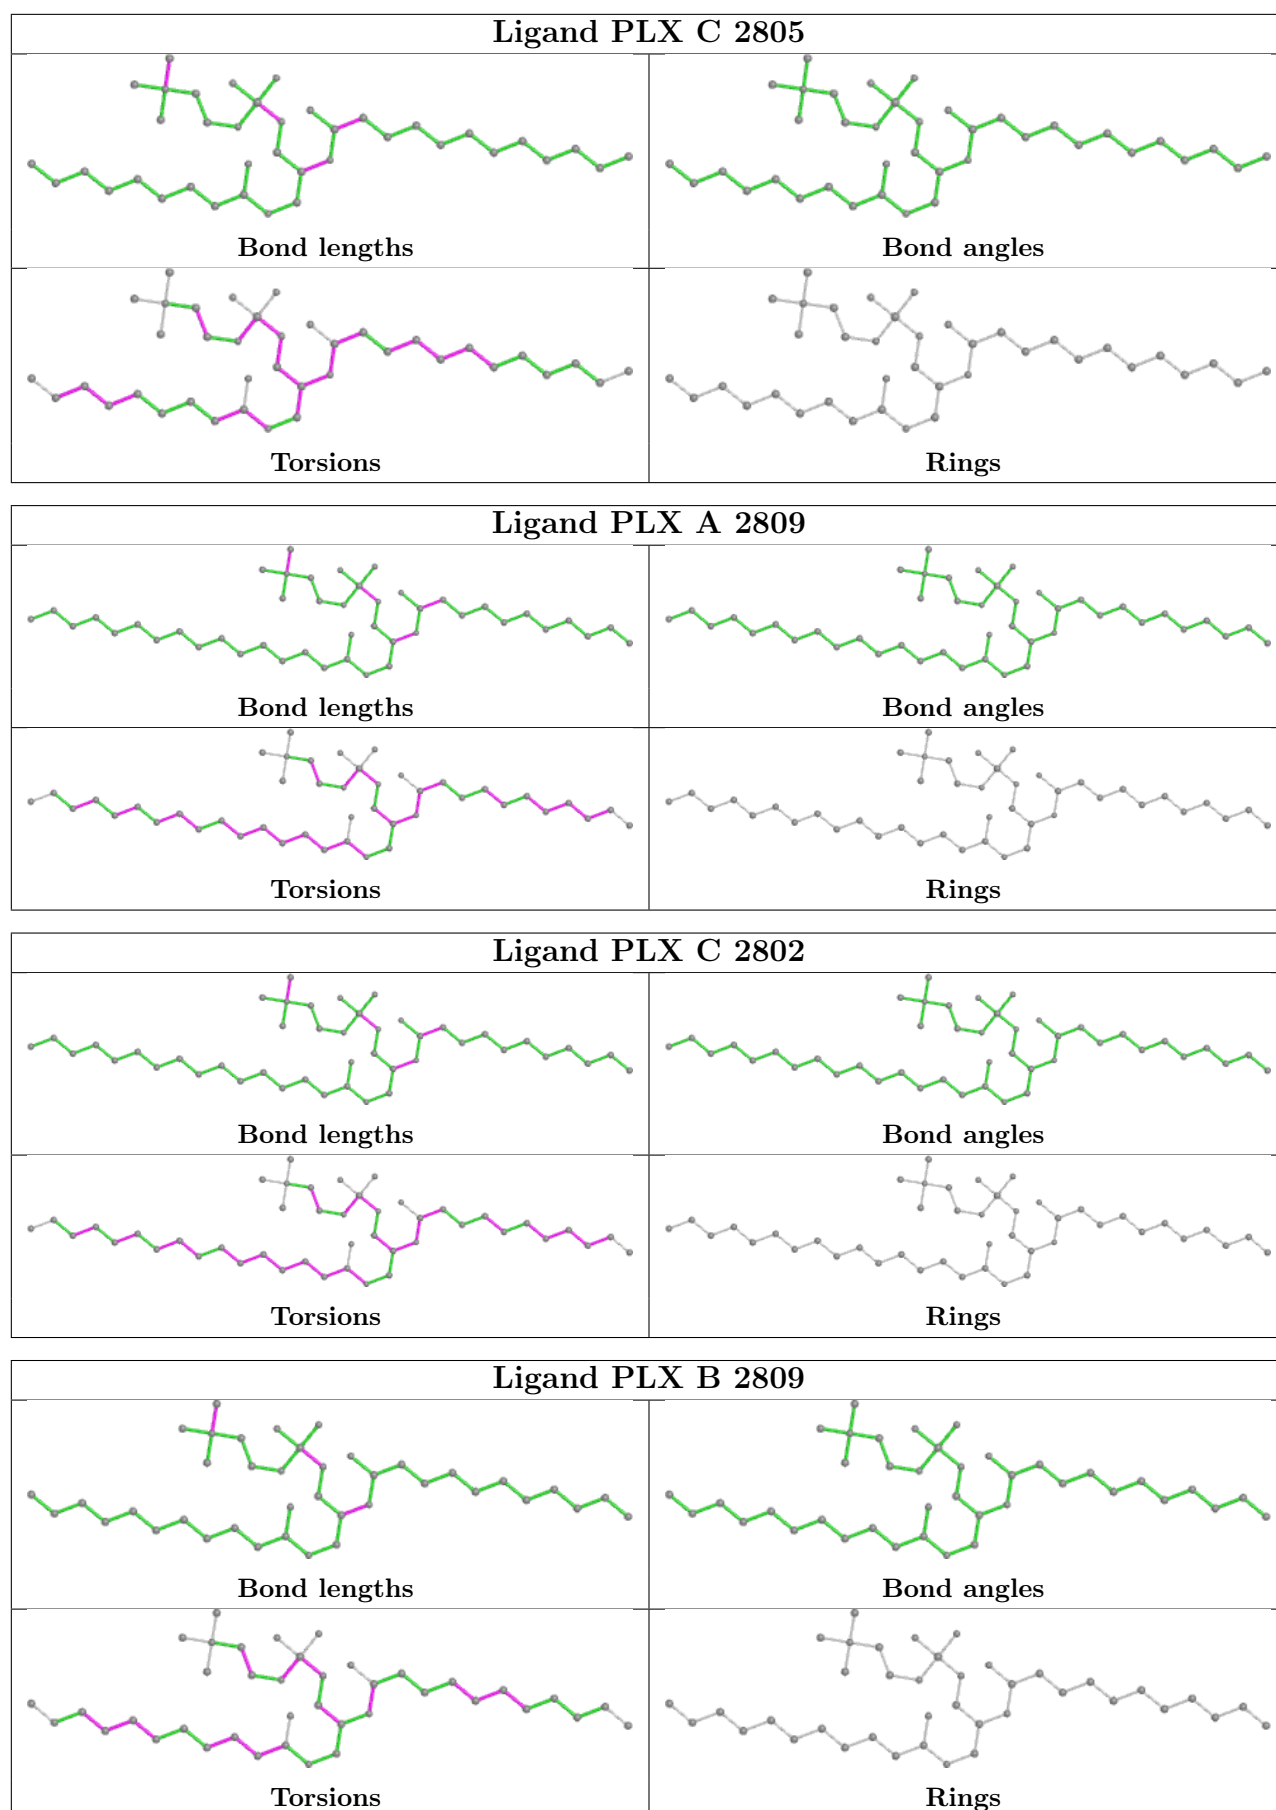 Ligand PLX C 2805
Bond lengths
Bond angles
Torsions
Rings
Ligand PLX A 2809
Bond lengths
Bond angles
Torsions
Rings
Ligand PLX C 2802
Bond lengths
Bond angles
Torsions
Rings
Ligand PLX B 2809
Bond lengths
Bond angles
Torsions
Rings